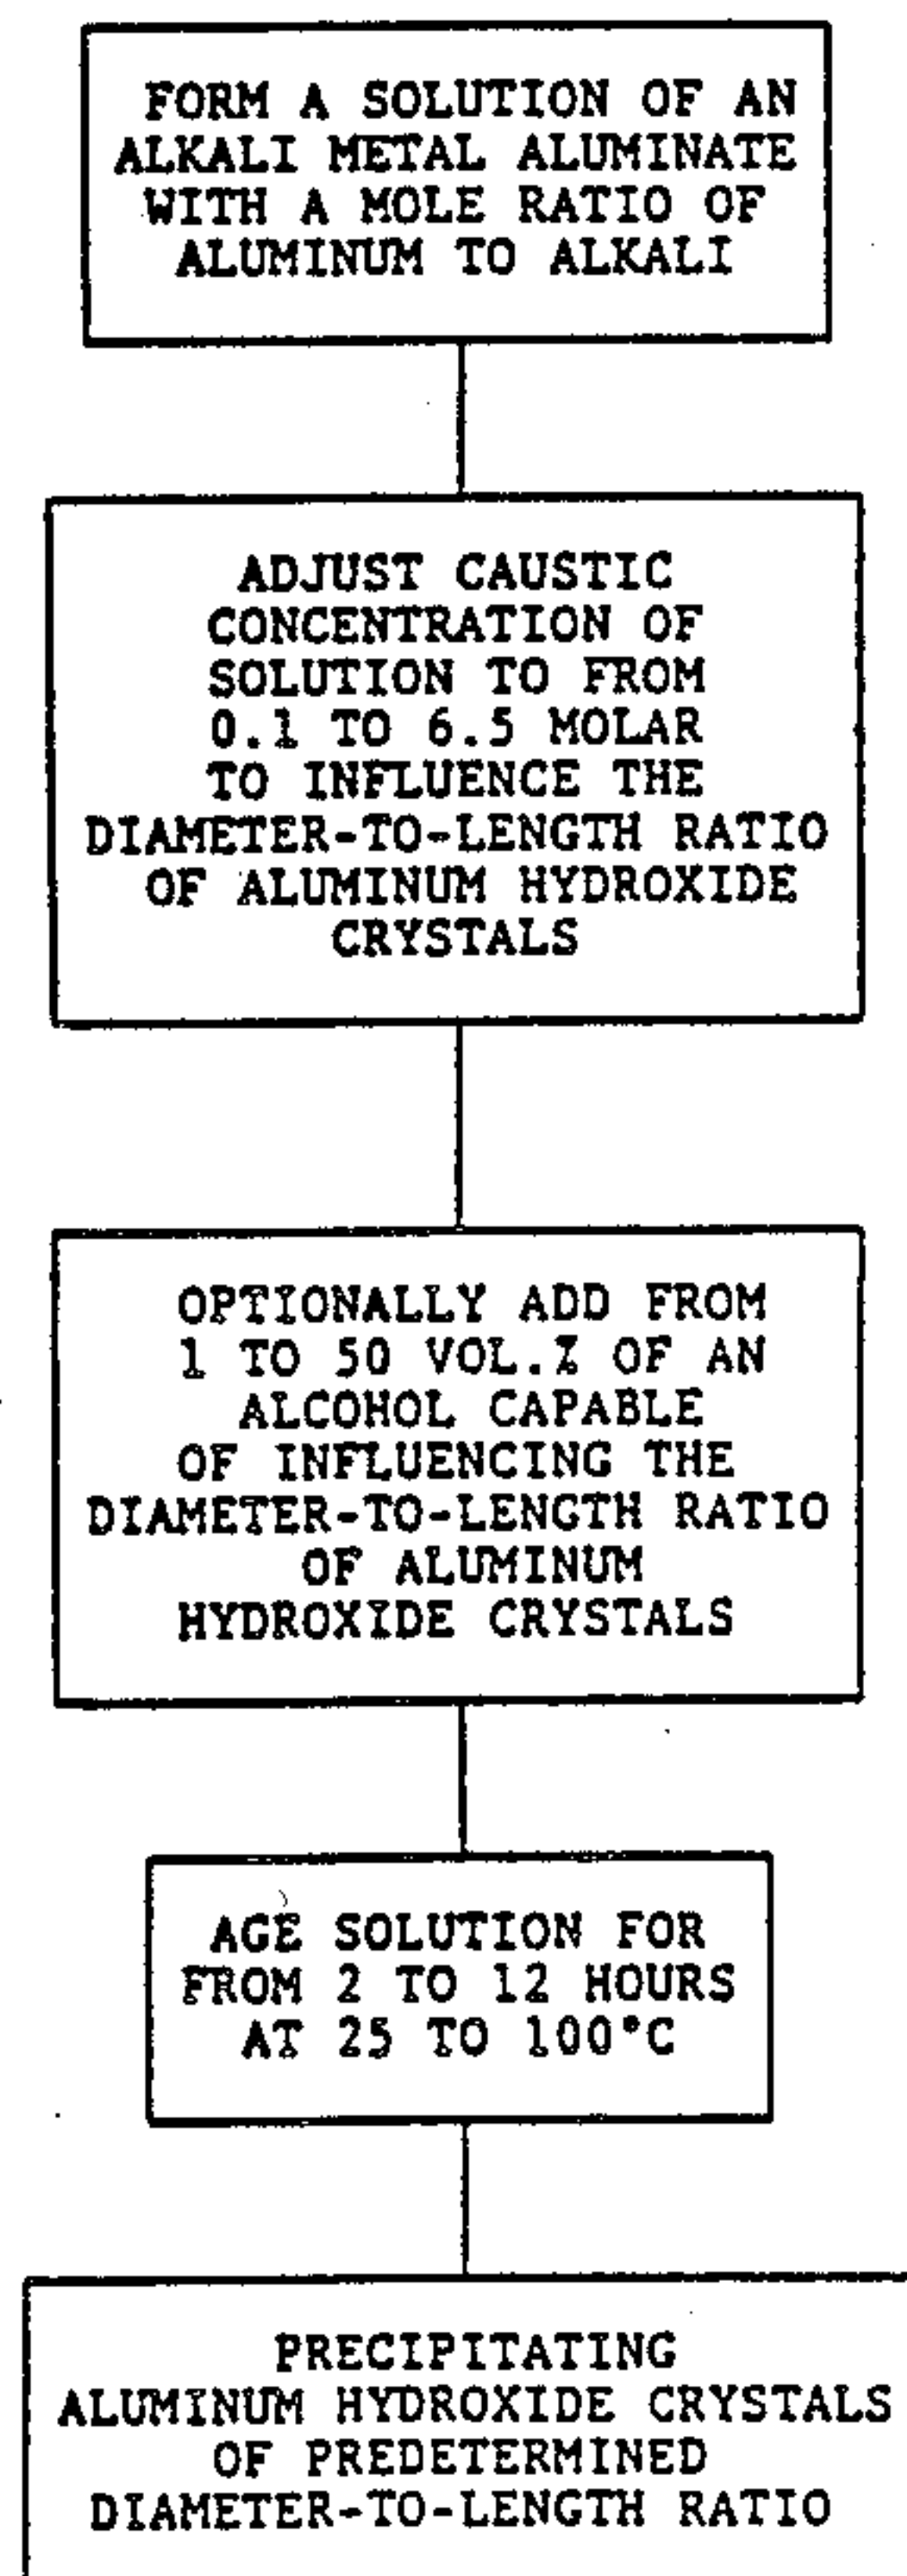 FORM A SOLUTION OF AN
ALKALI METAL ALUMINATE
WITH A MOLE RATIO OF
ALUMINUM TO ALKALI
ADJUST CAUSTIC
CONCENTRATION OF
SOLUTION TO FROM
0.1 TO 6.5 MOLAR
TO INFLUENCE THE
DIAMETER-TO-LENGTH RATIO
OF ALUMINUM HYDROXIDE
CRYSTALS
OPTIONALLY ADD FROM
1 TO 50 VOL.% OF AN
ALCOHOL CAPABLE
OF INFLUENCING THE
DIAMETER-TO-LENGTH RATIO
OF ALUMINUM
HYDROXIDE CRYSTALS
AGE SOLUTION FOR
FROM 2 TO 12 HOURS
AT 25 TO 100°C
PRECIPITATING
ALUMINUM HYDROXIDE CRYSTALS
OF PREDETERMINED
DIAMETER-TO-LENGTH RATIO